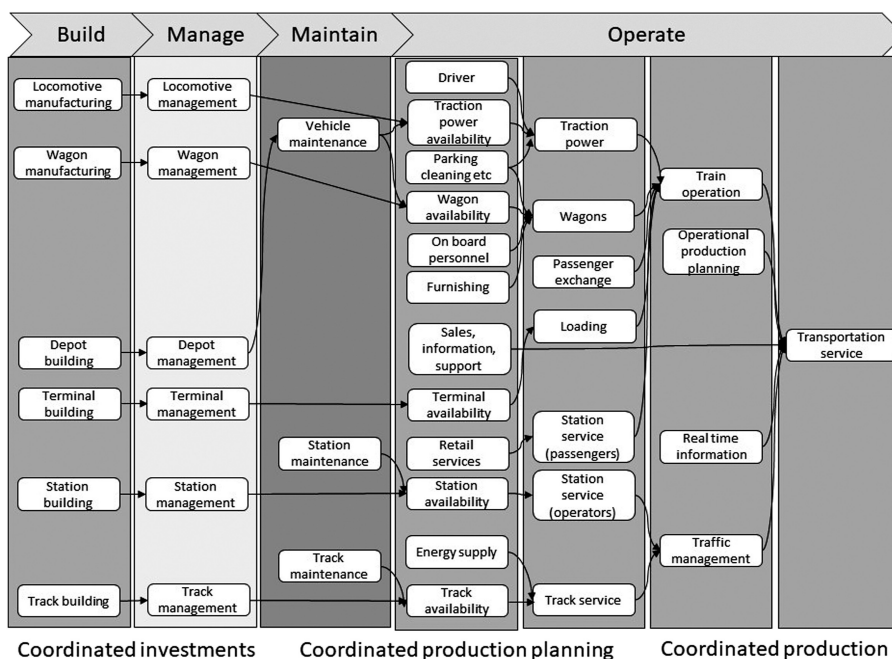 Build
Manage
Maintain
Operate
Locomotive
manufacturing
Wagon
manufacturing
Depot
building
Terminal
building
Station
building
Track building
Locomotive
management
Wagon
management
Depot
management
Terminal
management
Station
management
Track
management
Vehicle
maintenance
Station
maintenance
Track
maintenance
Driver
Traction
power
availability
Parking
cleaning etc
Wagon
availability
On board
personnel
Furnishing
Sales,
information,
support
Terminal
availability
Retail
services
Station
availability
Energy supply
Track
availability
Traction
power
Wagons
Passenger
exchange
Loading
Station
service
(passengers)
Station
service
(operators)
Track service
Train
operation
Operational
production
planning
Real time
information
Traffic
management
Transportation
service
Coordinated investments
Coordinated production planning
Coordinated production